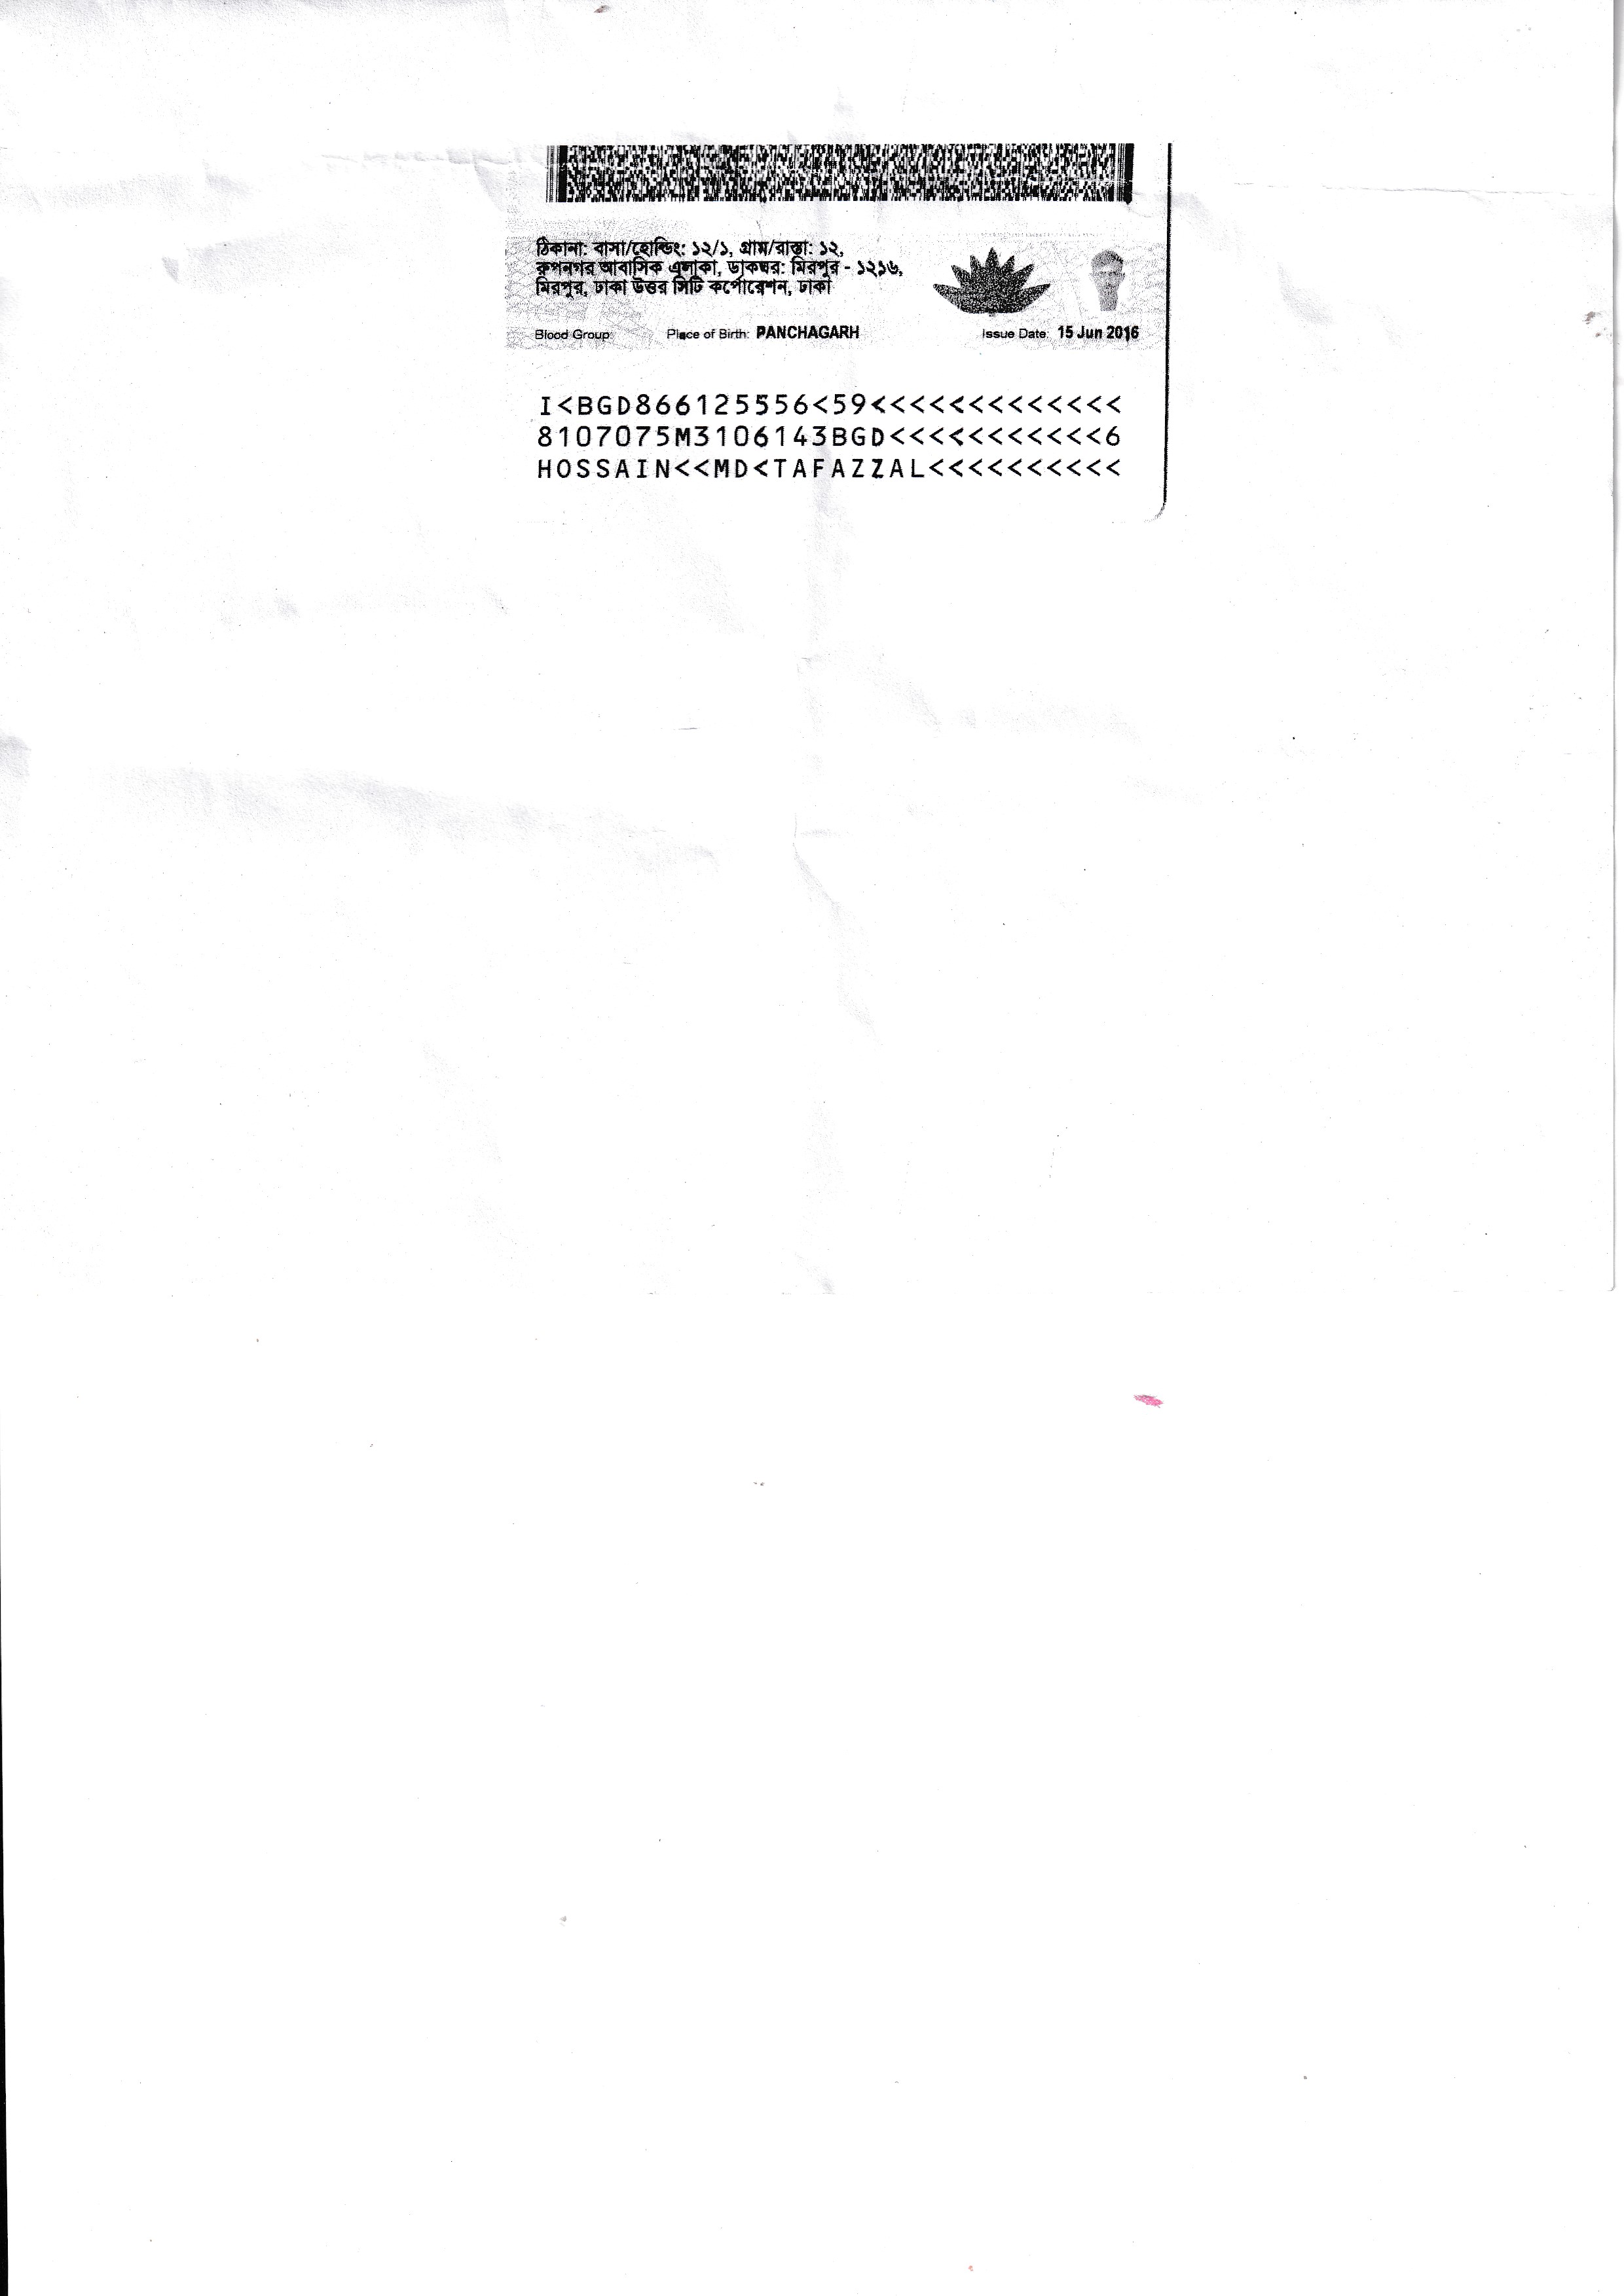 ঠিকানা: বাসা/হোল্ডিং: ১২/১, গ্রাম/রাস্তা: ১২,
রূপনগর আবাসিক এলাকা, ডাকঘর: মিরপুর - ১২১৬,
মিরপুর, ঢাকা উত্তর সিটি কর্পোরেশন, ঢাকা
Blood Group: Place of Birth: PANCHAGARH Issue Date: 15 Jun 2016
I<BGD866125556<59<<<<<<<<<<<<<
8107075M3106143BGD<<<<<<<<<<<6
HOSSAIN<<MD<TAFAZZAL<<<<<<<<<<